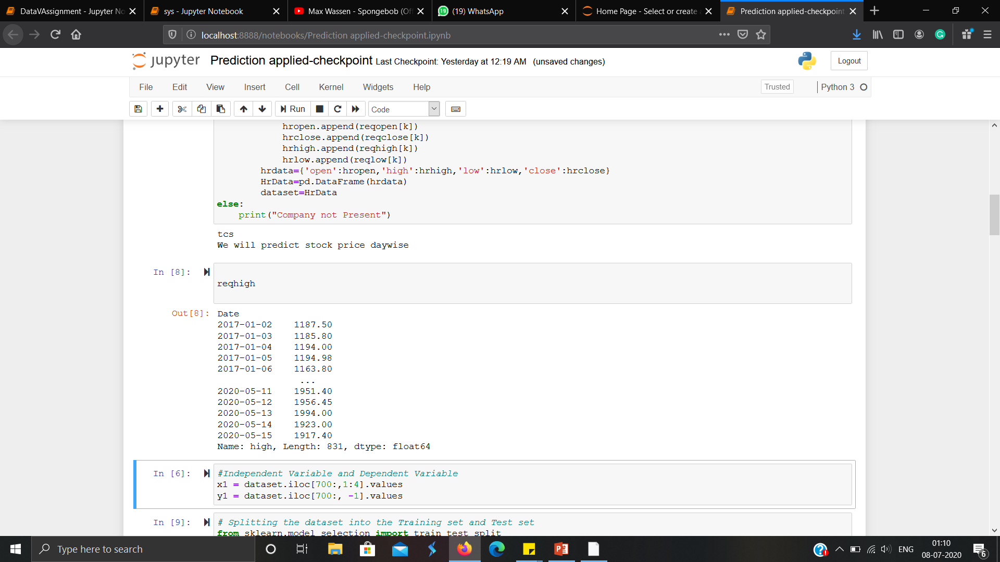 DataVAssignment - Jupyter No
sys - Jupyter Notebook
Max Wassen - Spongebob (Off
(19) WhatsApp
Home Page - Select or create a
Prediction applied-checkpoint
localhost:8888/notebooks/Prediction applied-checkpoint.ipynb
jupyter Prediction applied-checkpoint Last Checkpoint: Yesterday at 12:19 AM (unsaved changes)
Logout
File Edit View Insert Cell Kernel Widgets Help
Trusted
Python 3
Run
Code
hropen.append(reqopen[k])
hrclose.append(reqclose[k])
hrhigh.append(reqhigh[k])
hrlow.append(reqlow[k])
hrdata={'open':hropen,'high':hrhigh,'low':hrlow,'close':hrclose}
HrData=pd.DataFrame(hrdata)
dataset=HrData
else:
print("Company not Present")
tcs
We will predict stock price daywise
In [8]:
reqhigh
Out[8]: Date
2017-01-02 1187.50
2017-01-03 1185.80
2017-01-04 1194.00
2017-01-05 1194.98
2017-01-06 1163.80
...
2020-05-11 1951.40
2020-05-12 1956.45
2020-05-13 1994.00
2020-05-14 1923.00
2020-05-15 1917.40
Name: high, Length: 831, dtype: float64
In [6]: #Independent Variable and Dependent Variable
x1 = dataset.iloc[700:,1:4].values
y1 = dataset.iloc[700:, -1].values
In [9]: # Splitting the dataset into the Training set and Test set
from sklearn.model_selection import train_test_split
Type here to search
ENG
01:10
08-07-2020
6